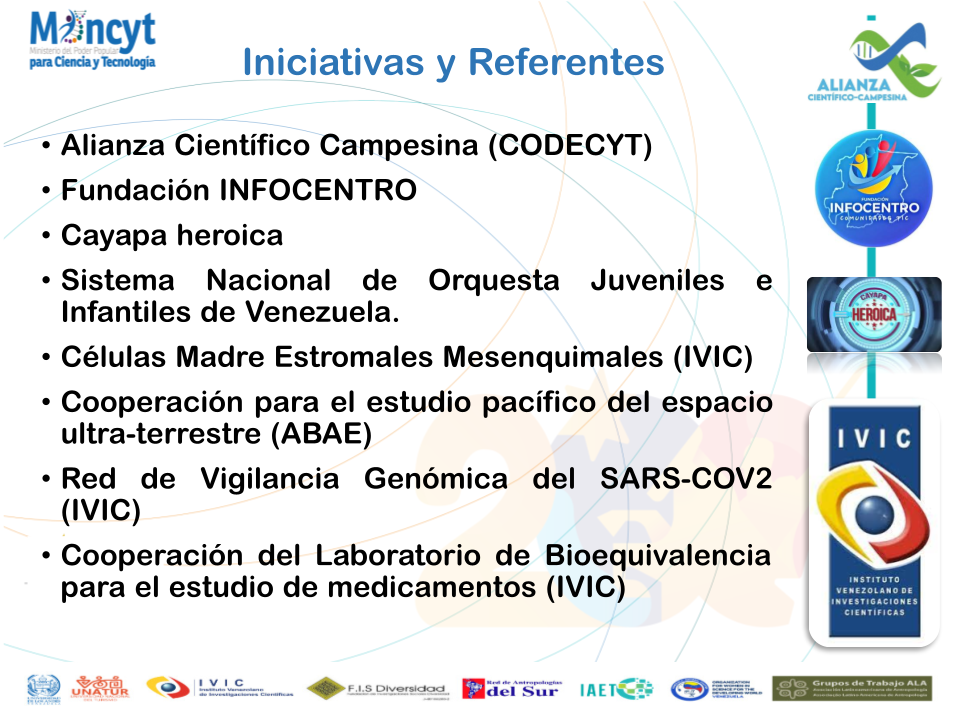 Mincyt
Ministerio del Poder Popular
para Ciencia y Tecnología
Iniciativas y Referentes
ALIANZA
CIENTÍFICO-CAMPESINA
• Alianza Científico Campesina (CODECYT)
• Fundación INFOCENTRO
• Cayapa heroica
• Sistema Nacional de Orquesta Juveniles e
Infantiles de Venezuela.
• Células Madre Estromales Mesenquimales (IVIC)
• Cooperación para el estudio pacífico del espacio
ultra-terrestre (ABAE)
• Red de Vigilancia Genómica del SARS-COV2
(IVIC)
• Cooperación del Laboratorio de Bioequivalencia
para el estudio de medicamentos (IVIC)
FUNDACIÓN
INFOCENTRO
COMUNIDADES TIC
CAYAPA
HEROICA
IVIC
INSTITUTO
VENEZOLANO DE
INVESTIGACIONES
CIENTÍFICAS
UNATUR
IVIC
Instituto Venezolano
de Investigaciones Científicas
F.I.S Diversidad
Red de Antropologías
del Sur
IAET
ORGANIZATION
FOR WOMEN IN
SCIENCE FOR THE
DEVELOPING WORLD
VENEZUELA
Grupos de Trabajo ALA
Asociación Latinoamericana de Antropología